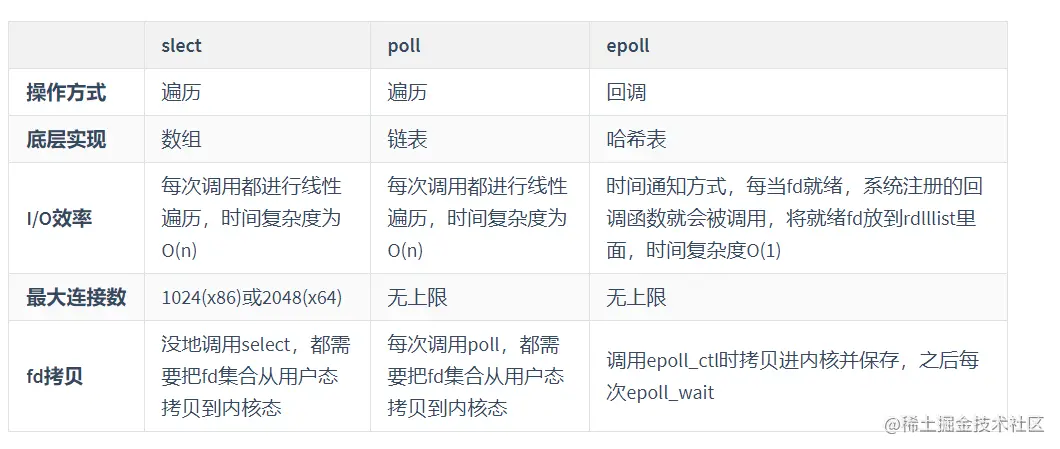 slect poll epoll
操作方式 遍历 遍历 回调
底层实现 数组 链表 哈希表
I/O效率
每次调用都进行线性
遍历，时间复杂度为
O(n)
每次调用都进行线性
遍历，时间复杂度为
O(n)
时间通知方式，每当fd就绪，系统注册的回
调函数就会被调用，将就绪fd放到rdlllist里
面，时间复杂度O(1)
最大连接数 1024(x86)或2048(x64) 无上限 无上限
fd拷贝
没地调用select，都需
要把fd集合从用户态
拷贝到内核态
每次调用poll，都需
要把fd集合从用户态
拷贝到内核态
调用epoll_ctl时拷贝进内核并保存，之后每
次epoll_wait
@稀土掘金技术社区